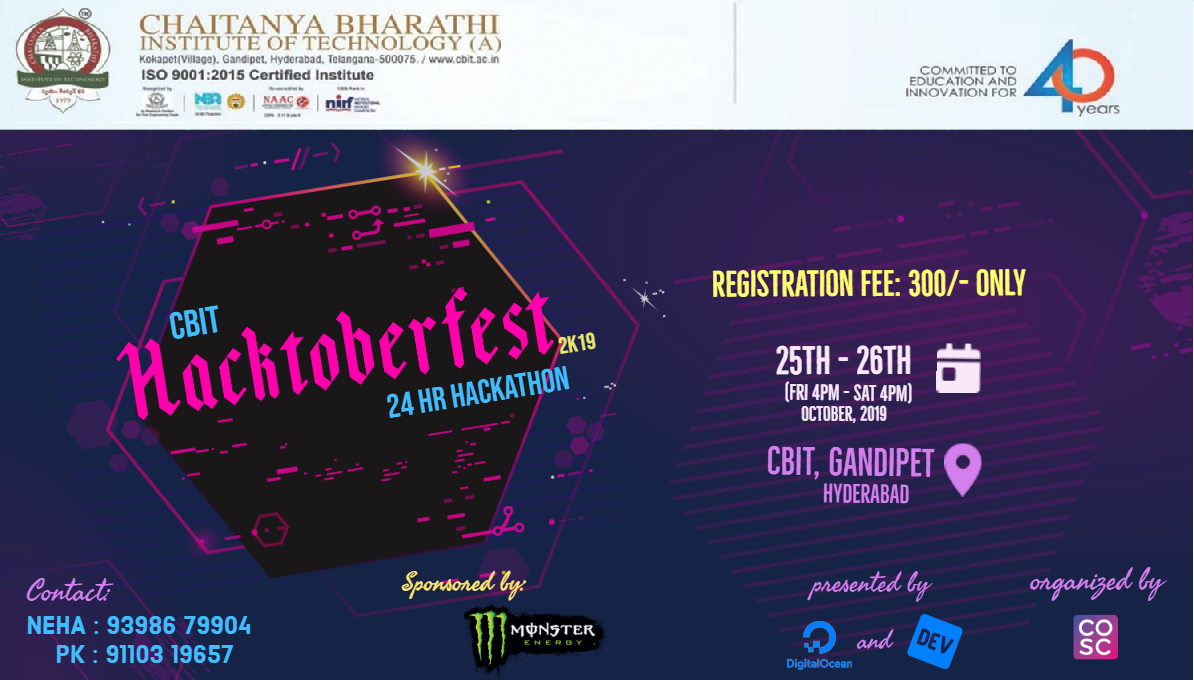 CHAITANYA BHARATHI
INSTITUTE OF TECHNOLOGY (A)
Kokapet(Village), Gandipet, Hyderabad, Telangana-500075. / www.cbit.ac.in
ISO 9001:2015 Certified Institute
NBA
NAAC
nirf
1979
COMMITTED TO
EDUCATION AND
INNOVATION FOR
40
years
CBIT
Hacktoberfest
2K19
24 HR HACKATHON
REGISTRATION FEE: 300/- ONLY
25TH - 26TH
(FRI 4PM - SAT 4PM)
OCTOBER, 2019
CBIT, GANDIPET
HYDERABAD
Contact:
NEHA : 93986 79904
PK : 91103 19657
Sponsored by:
MONSTER
ENERGY
presented by
DigitalOcean
and
DEV
organized by
CO
SC